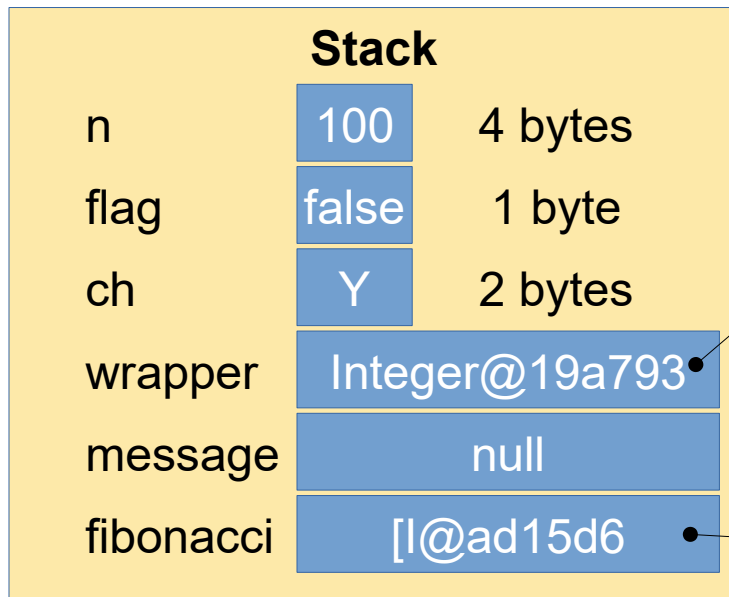 Stack
n 100 4 bytes
flag false 1 byte
ch Y 2 bytes
wrapper Integer@19a793
message null
fibonacci [I@ad15d6